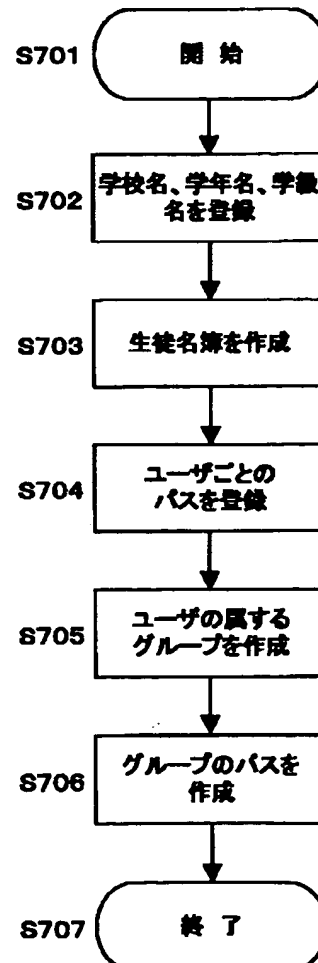 S701 開始
S702 学校名、学年名、学級
名を登録
S703 生徒名簿を作成
S704 ユーザごとの
パスを登録
S705 ユーザの属する
グループを作成
S706 グループのパスを
作成
S707 終了